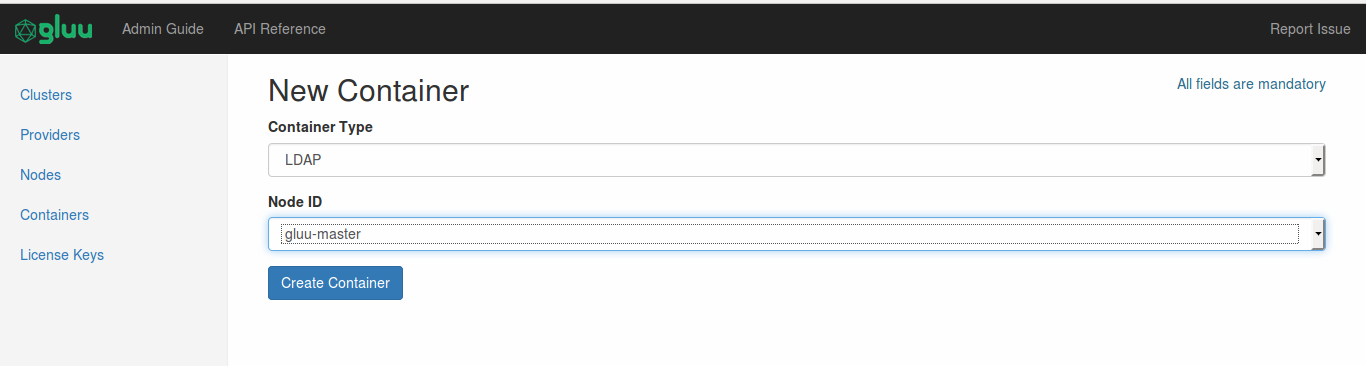 gluu Admin Guide API Reference Report Issue
Clusters
Providers
Nodes
Containers
License Keys
New Container
All fields are mandatory
Container Type
LDAP
Node ID
gluu-master
Create Container